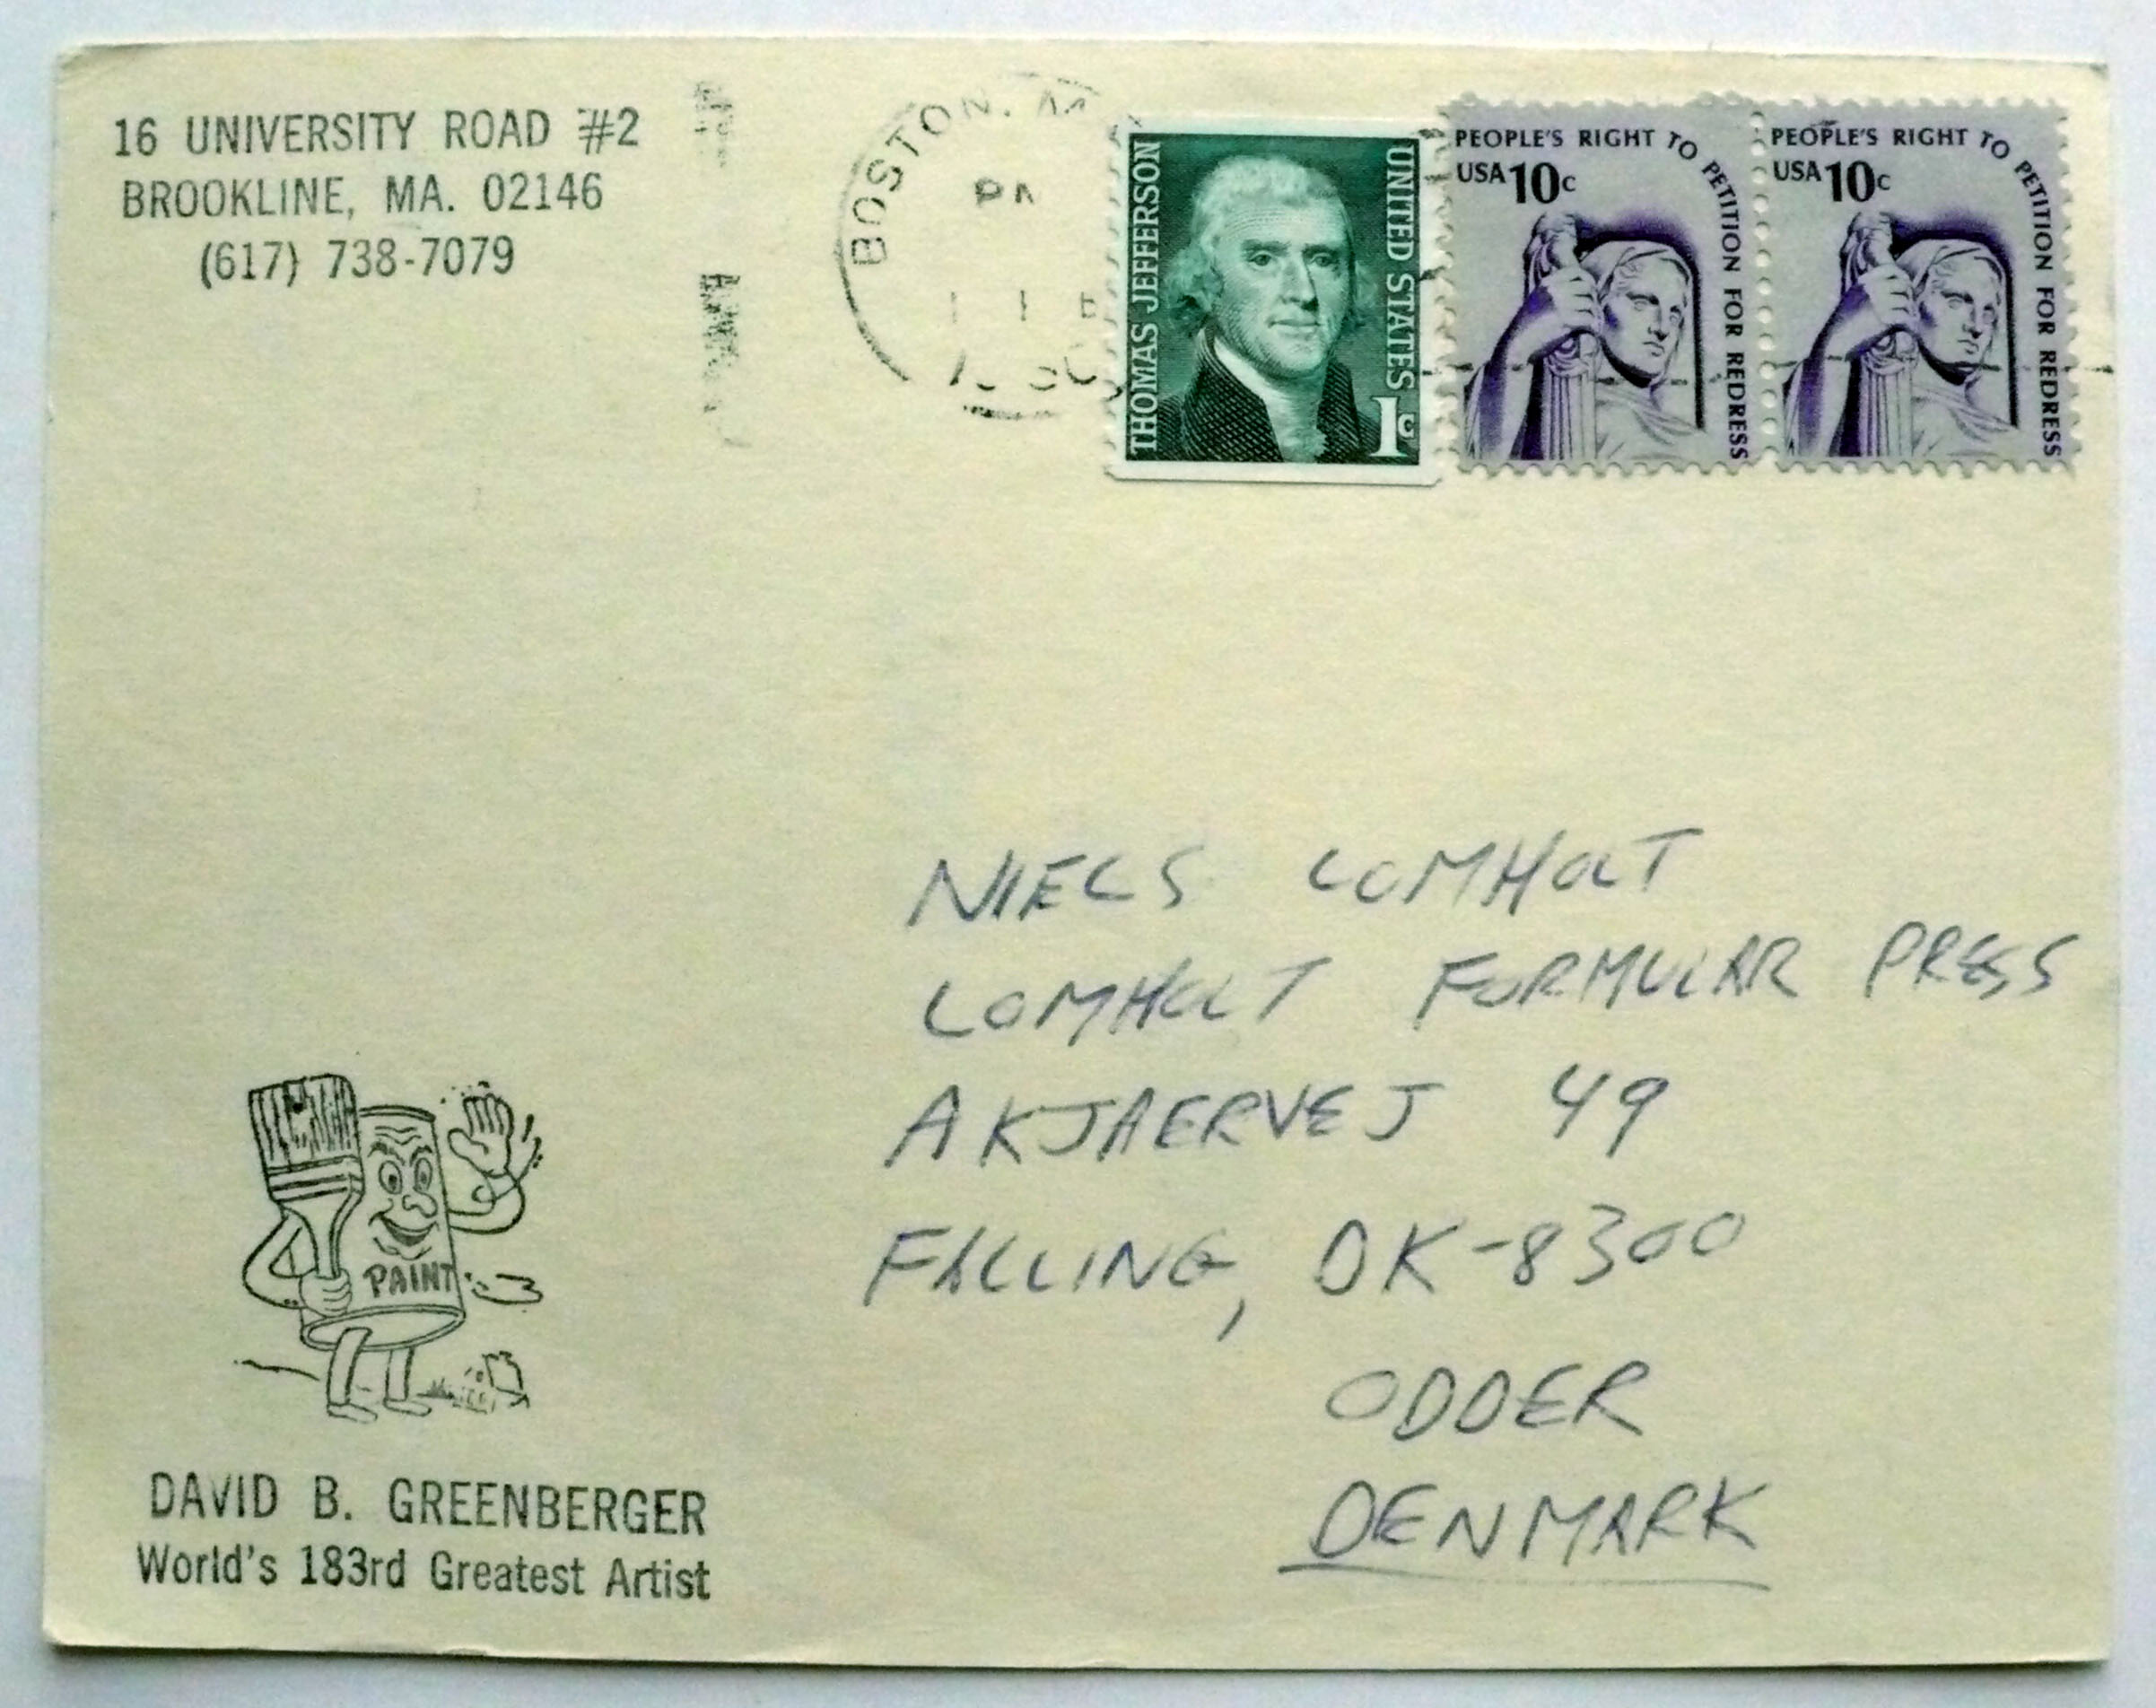 16 UNIVERSITY ROAD #2
BROOKLINE, MA. 02146
(617) 738-7079
BOSTON, MA
PM
THOMAS JEFFERSON
UNITED STATES
1c
PEOPLE'S RIGHT TO PETITION FOR REDRESS
USA 10c
PEOPLE'S RIGHT TO PETITION FOR REDRESS
USA 10c
NIELS LOMHOLT
LOMHOLT FORMULAR PRESS
AKJAERVEJ 49
FALLING, DK-8300
ODDER
DENMARK
PAINT
DAVID B. GREENBERGER
World's 183rd Greatest Artist